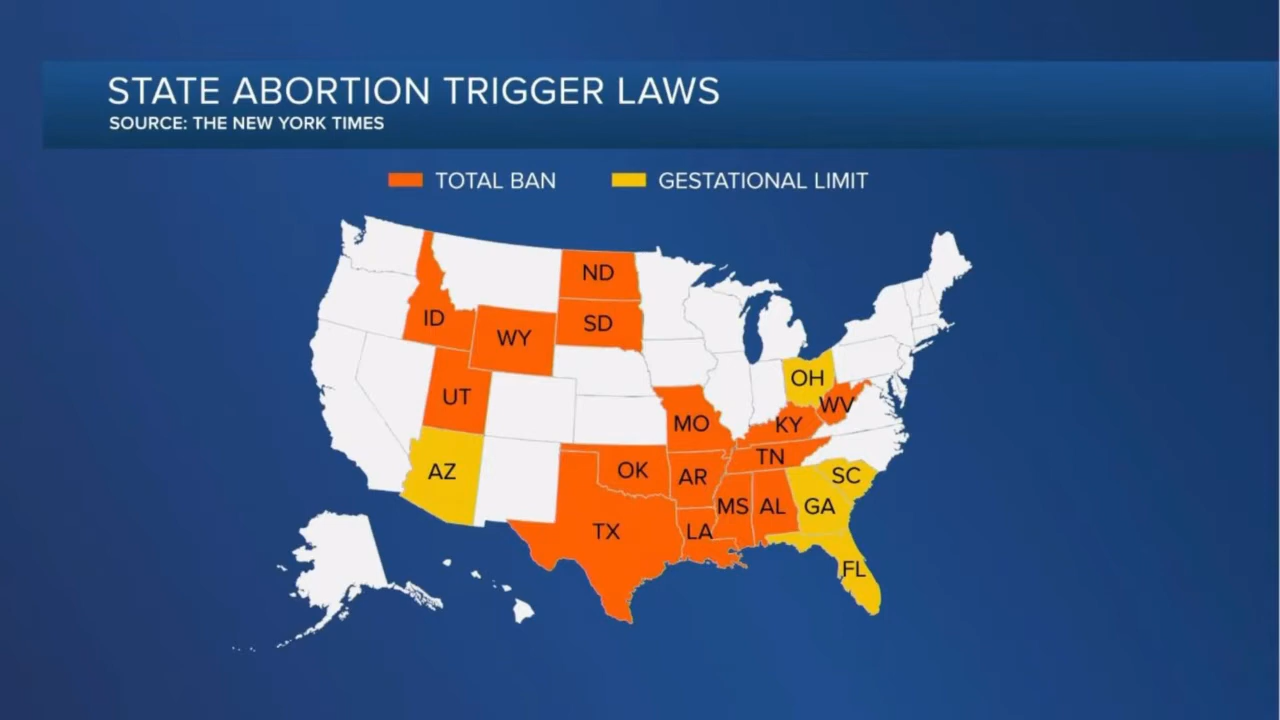 STATE ABORTION TRIGGER LAWS
SOURCE: THE NEW YORK TIMES
TOTAL BAN
GESTATIONAL LIMIT
ND
ID
SD
WY
OH
UT
WV
MO
KY
TN
AZ
OK
AR
SC
MS
AL
GA
TX
LA
FL